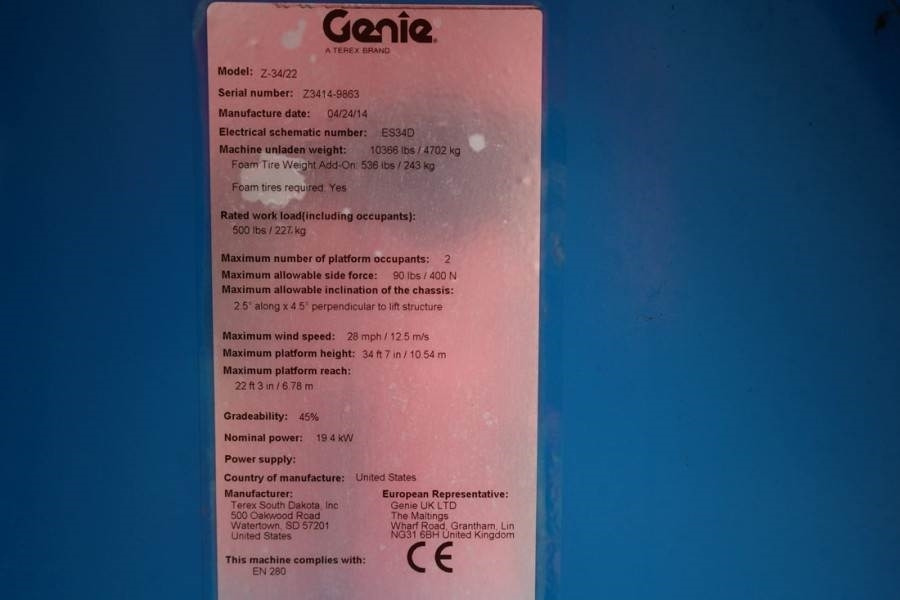 Genie
A TEREX BRAND
Model: Z-34/22
Serial number: Z3414-9863
Manufacture date: 04/24/14
Electrical schematic number: ES34D
Machine unladen weight: 10366 lbs / 4702 kg
Foam Tire Weight Add-On: 536 lbs / 243 kg
Foam tires required: Yes
Rated work load(including occupants):
500 lbs / 227 kg
Maximum number of platform occupants: 2
Maximum allowable side force: 90 lbs / 400 N
Maximum allowable inclination of the chassis:
2.5° along x 4.5° perpendicular to lift structure
Maximum wind speed: 28 mph / 12.5 m/s
Maximum platform height: 34 ft 7 in / 10.54 m
Maximum platform reach:
22 ft 3 in / 6.78 m
Gradeability: 45%
Nominal power: 19.4 kW
Power supply:
Country of manufacture: United States
Manufacturer: European Representative:
Terex South Dakota, Inc Genie UK LTD
500 Oakwood Road The Maltings
Watertown, SD 57201 Wharf Road, Grantham, Lin
United States NG31 6BH United Kingdom
This machine complies with: CE
EN 280